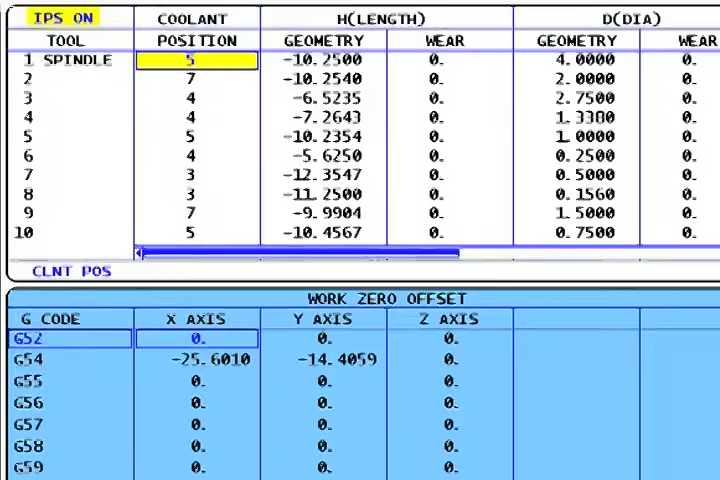 IPS ON COOLANT H(LENGTH) D(DIA)
TOOL POSITION GEOMETRY WEAR GEOMETRY WEAR
1 SPINDLE 5 -10.2500 0. 4.0000 0.
2 7 -10.2540 0. 2.0000 0.
3 4 -6.5235 0. 2.7500 0.
4 4 -7.2643 0. 1.3380 0.
5 5 -10.2354 0. 1.0000 0.
6 4 -5.6250 0. 0.2500 0.
7 3 -12.3547 0. 0.5000 0.
8 3 -11.2500 0. 0.1560 0.
9 7 -9.9904 0. 1.5000 0.
10 5 -10.4567 0. 0.7500 0.
CLNT POS
WORK ZERO OFFSET
G CODE X AXIS Y AXIS Z AXIS
G52 0. 0. 0.
G54 -25.6010 -14.4059 0.
G55 0. 0. 0.
G56 0. 0. 0.
G57 0. 0. 0.
G58 0. 0. 0.
G59 0. 0. 0.